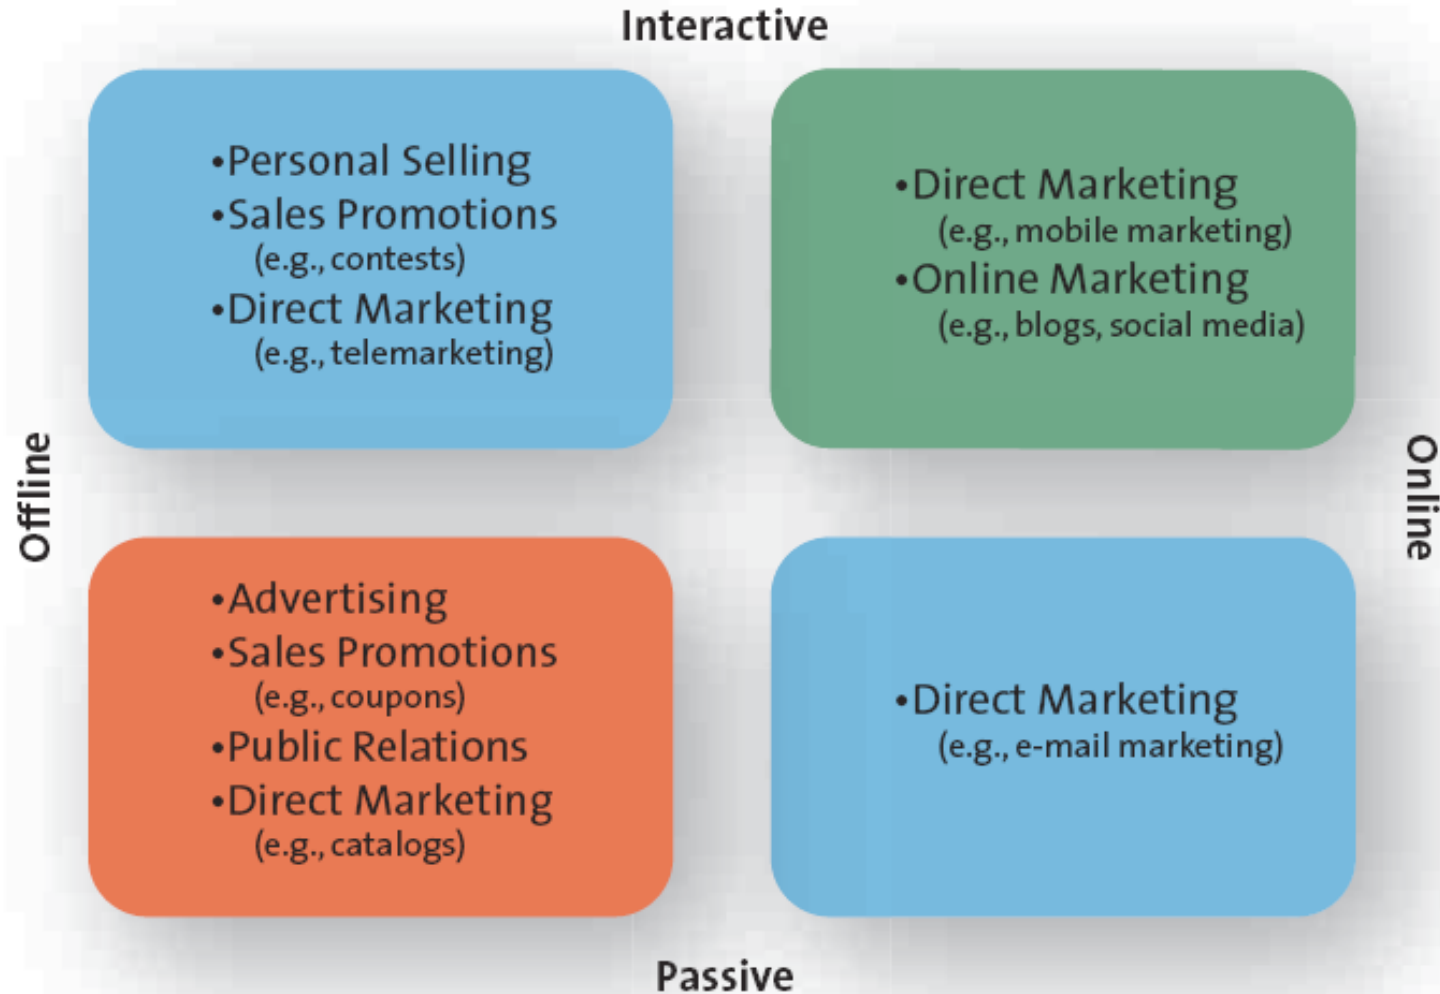 Interactive
•Personal Selling
•Sales Promotions
(e.g., contests)
•Direct Marketing
(e.g., telemarketing)
•Direct Marketing
(e.g., mobile marketing)
•Online Marketing
(e.g., blogs, social media)
Offline
Online
•Advertising
•Sales Promotions
(e.g., coupons)
•Public Relations
•Direct Marketing
(e.g., catalogs)
•Direct Marketing
(e.g., e-mail marketing)
Passive